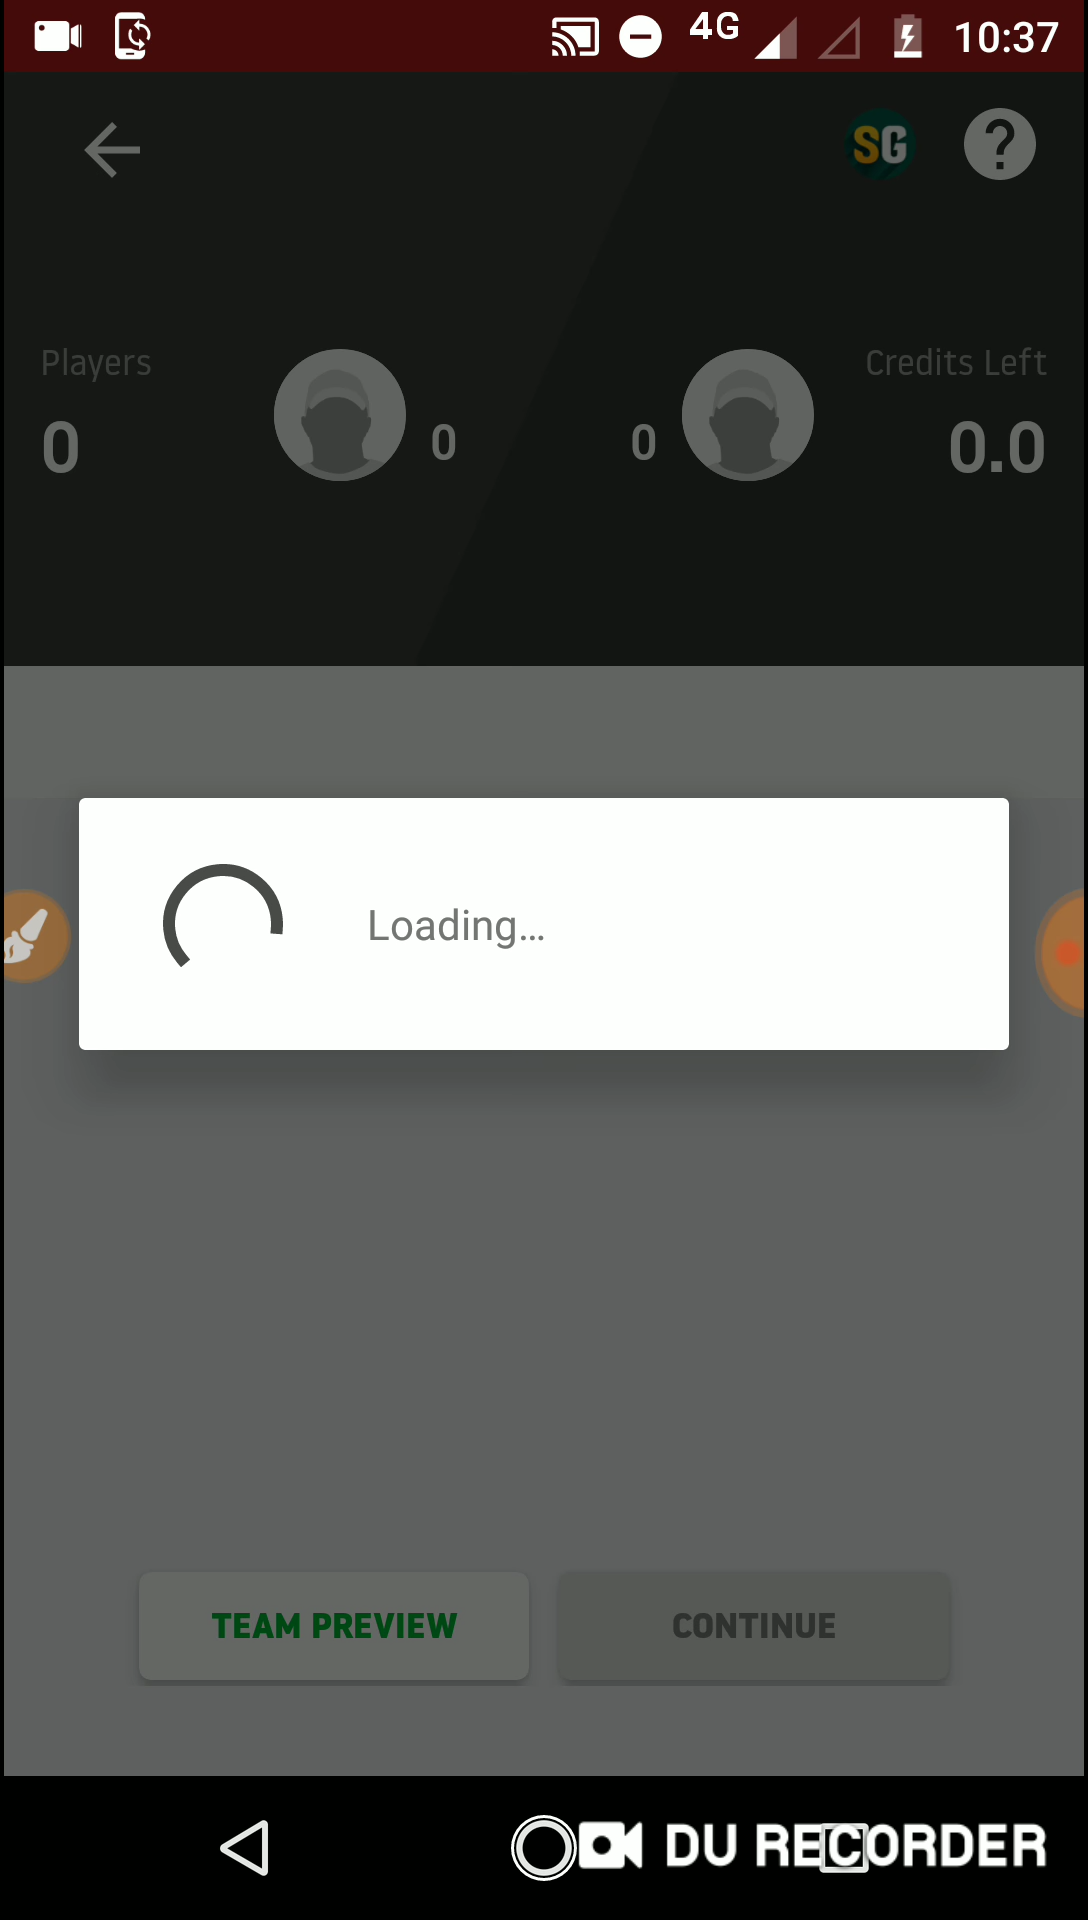 4G 10:37
SG ?
Players
Credits Left
0
0
0
0.0
Loading...
TEAM PREVIEW
CONTINUE
DU RECORDER